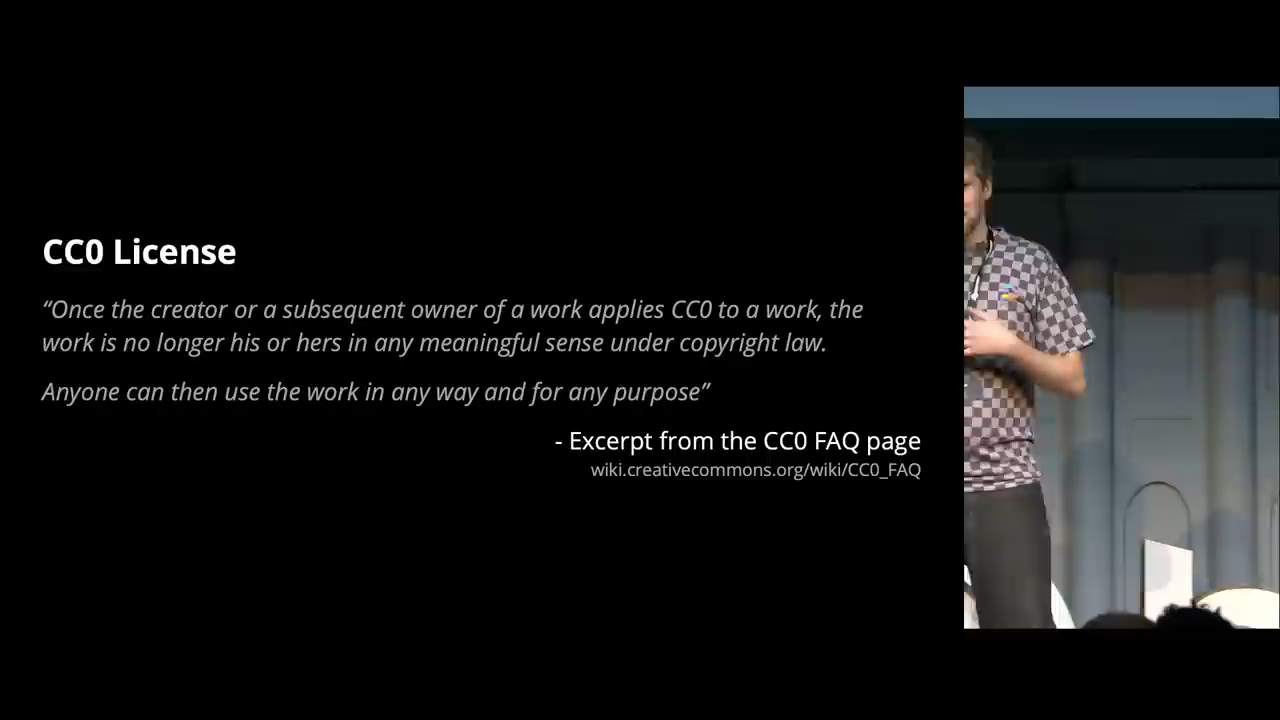 CC0 License
“Once the creator or a subsequent owner of a work applies CC0 to a work, the
work is no longer his or hers in any meaningful sense under copyright law.
Anyone can then use the work in any way and for any purpose”
- Excerpt from the CC0 FAQ page
wiki.creativecommons.org/wiki/CC0_FAQ